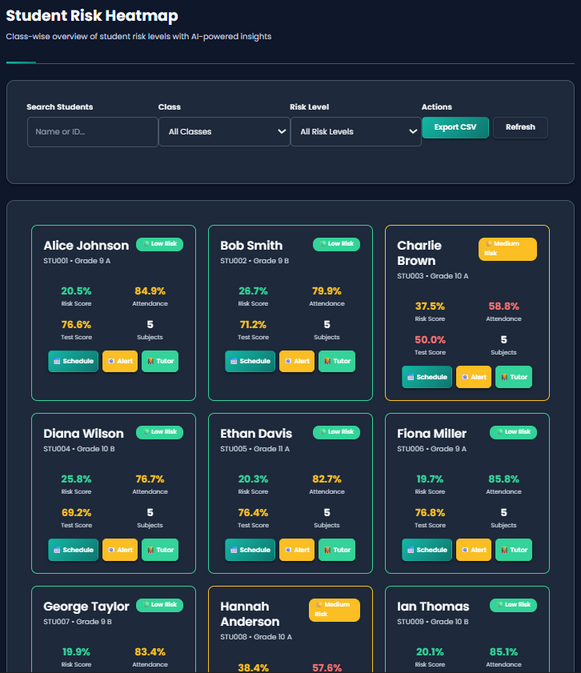 Student Risk Heatmap
Class-wise overview of student risk levels with AI-powered insights
Search Students Class Risk Level Actions
Name or ID... All Classes All Risk Levels Export CSV Refresh
Alice Johnson Low Risk
STU001 • Grade 9 A
20.5% 84.9%
Risk Score Attendance
76.6% 5
Test Score Subjects
Schedule Alert Tutor
Bob Smith Low Risk
STU002 • Grade 9 B
26.7% 79.9%
Risk Score Attendance
71.2% 5
Test Score Subjects
Schedule Alert Tutor
Charlie Medium
Brown Risk
STU003 • Grade 10 A
37.5% 58.8%
Risk Score Attendance
50.0% 5
Test Score Subjects
Schedule Alert Tutor
Diana Wilson Low Risk
STU004 • Grade 10 B
25.8% 76.7%
Risk Score Attendance
69.2% 5
Test Score Subjects
Schedule Alert Tutor
Ethan Davis Low Risk
STU005 • Grade 11 A
20.3% 82.7%
Risk Score Attendance
76.4% 5
Test Score Subjects
Schedule Alert Tutor
Fiona Miller Low Risk
STU006 • Grade 9 A
19.7% 85.8%
Risk Score Attendance
76.8% 5
Test Score Subjects
Schedule Alert Tutor
George Taylor Low Risk
STU007 • Grade 9 B
19.9% 83.4%
Risk Score Attendance
Hannah Medium
Anderson Risk
STU008 • Grade 10 A
38.4% 57.6%
Ian Thomas Low Risk
STU009 • Grade 10 B
20.1% 85.1%
Risk Score Attendance